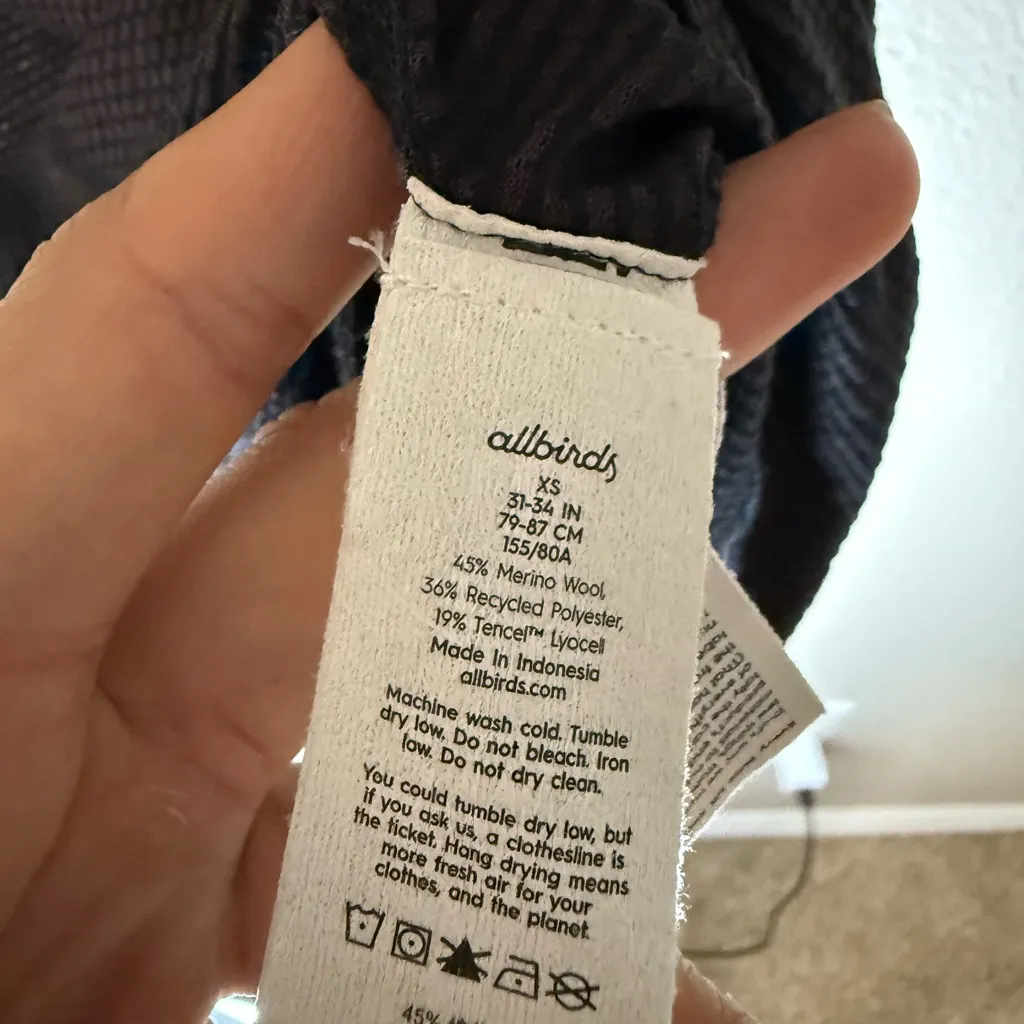 allbirds
XS
31-34 IN
79-87 CM
155/80A
45% Merino Wool,
36% Recycled Polyester,
19% Tencel™ Lyocell
Made In Indonesia
allbirds.com
Machine wash cold. Tumble
dry low. Do not bleach. Iron
low. Do not dry clean.
You could tumble dry low, but
if you ask us, a clothesline is
the ticket. Hang drying means
more fresh air for your
clothes, and the planet.
45%